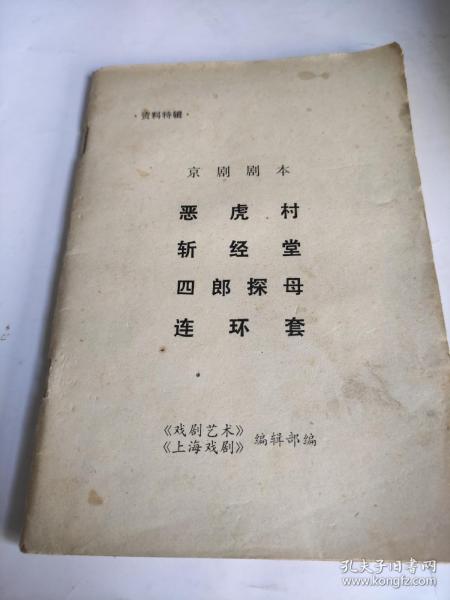 ·资料特辑·
京剧剧本
恶虎村
斩经堂
四郎探母
连环套
《戏剧艺术》
《上海戏剧》
编辑部编
孔夫子旧书网
www.kongfz.com